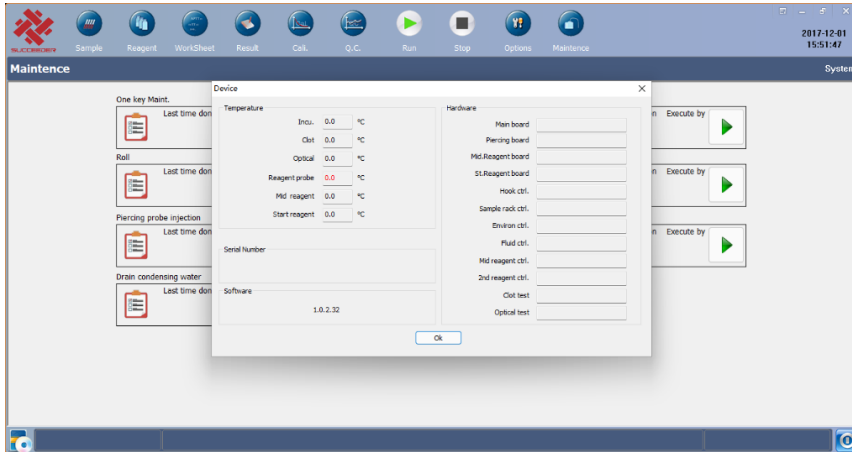 2017-12-01
15:51:47
SUCCEEDER
Sample
Reagent
WorkSheet
Result
Cali.
Q.C.
Run
Stop
Options
Maintence
Maintence
System
Device
One key Maint.
Last time don
n Execute by
Roll
Last time don
n Execute by
Piercing probe injection
Last time don
n Execute by
Drain condensing water
Last time don
Temperature
Incu. 0.0 °C
Clot 0.0 °C
Optical 0.0 °C
Reagent probe 0.0 °C
Mid reagent 0.0 °C
Start reagent 0.0 °C
Serial Number
Software
1.0.2.32
Hardware
Main board
Piercing board
Mid.Reagent board
St.Reagent board
Hook ctrl.
Sample rack ctrl.
Environ ctrl.
Fluid ctrl.
Mid reagent ctrl.
2nd reagent ctrl.
Clot test
Optical test
Ok